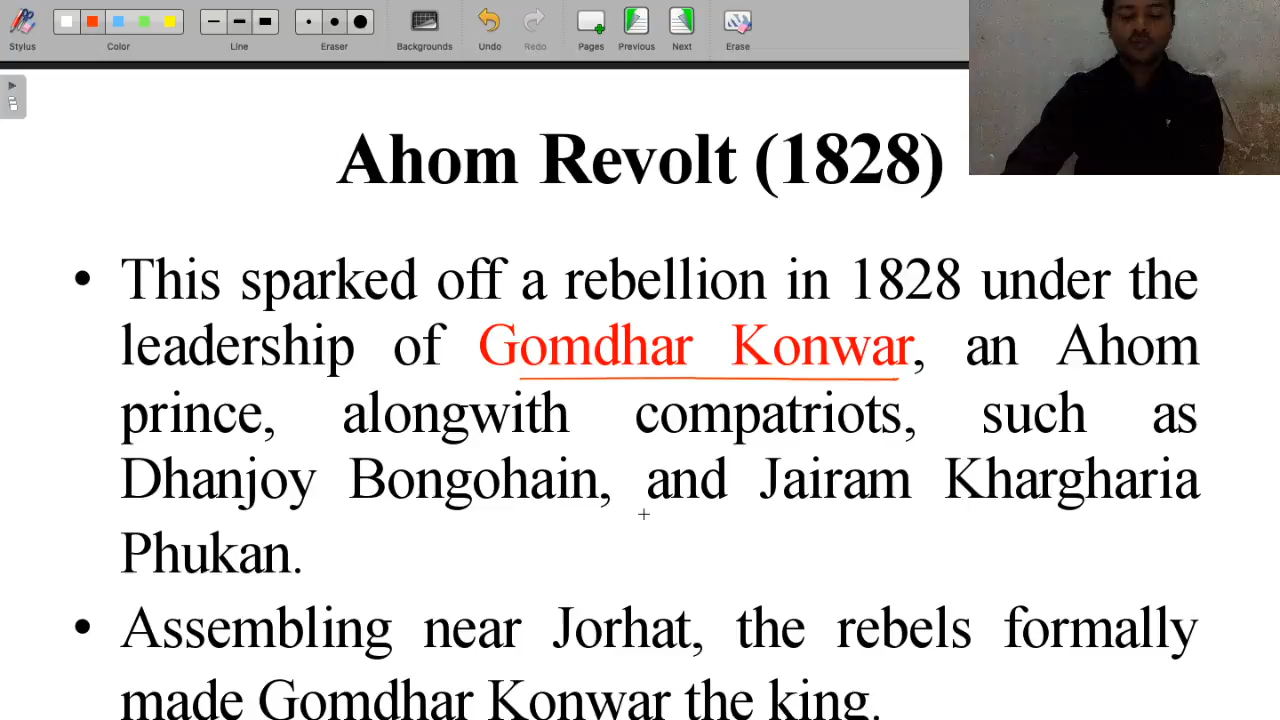 Stylus Color Line Eraser Backgrounds Undo Redo Pages Previous Next Erase
Ahom Revolt (1828)
• This sparked off a rebellion in 1828 under the
leadership of Gomdhar Konwar, an Ahom
prince, alongwith compatriots, such as
Dhanjoy Bongohain, and Jairam Khargharia
Phukan.
• Assembling near Jorhat, the rebels formally
made Gomdhar Konwar the king.